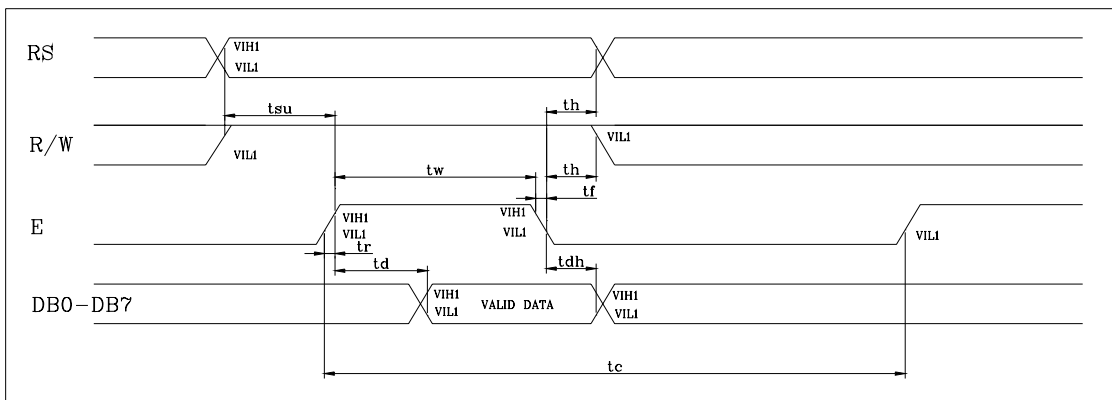 RS
VIH1
VIL1
tsu
th
R/W
VIL1
VIL1
tw
th
tf
E
VIH1
VIL1
VIH1
VIL1
VIL1
tr
td
tdh
DB0-DB7
VIH1
VIL1
VALID DATA
VIH1
VIL1
tc